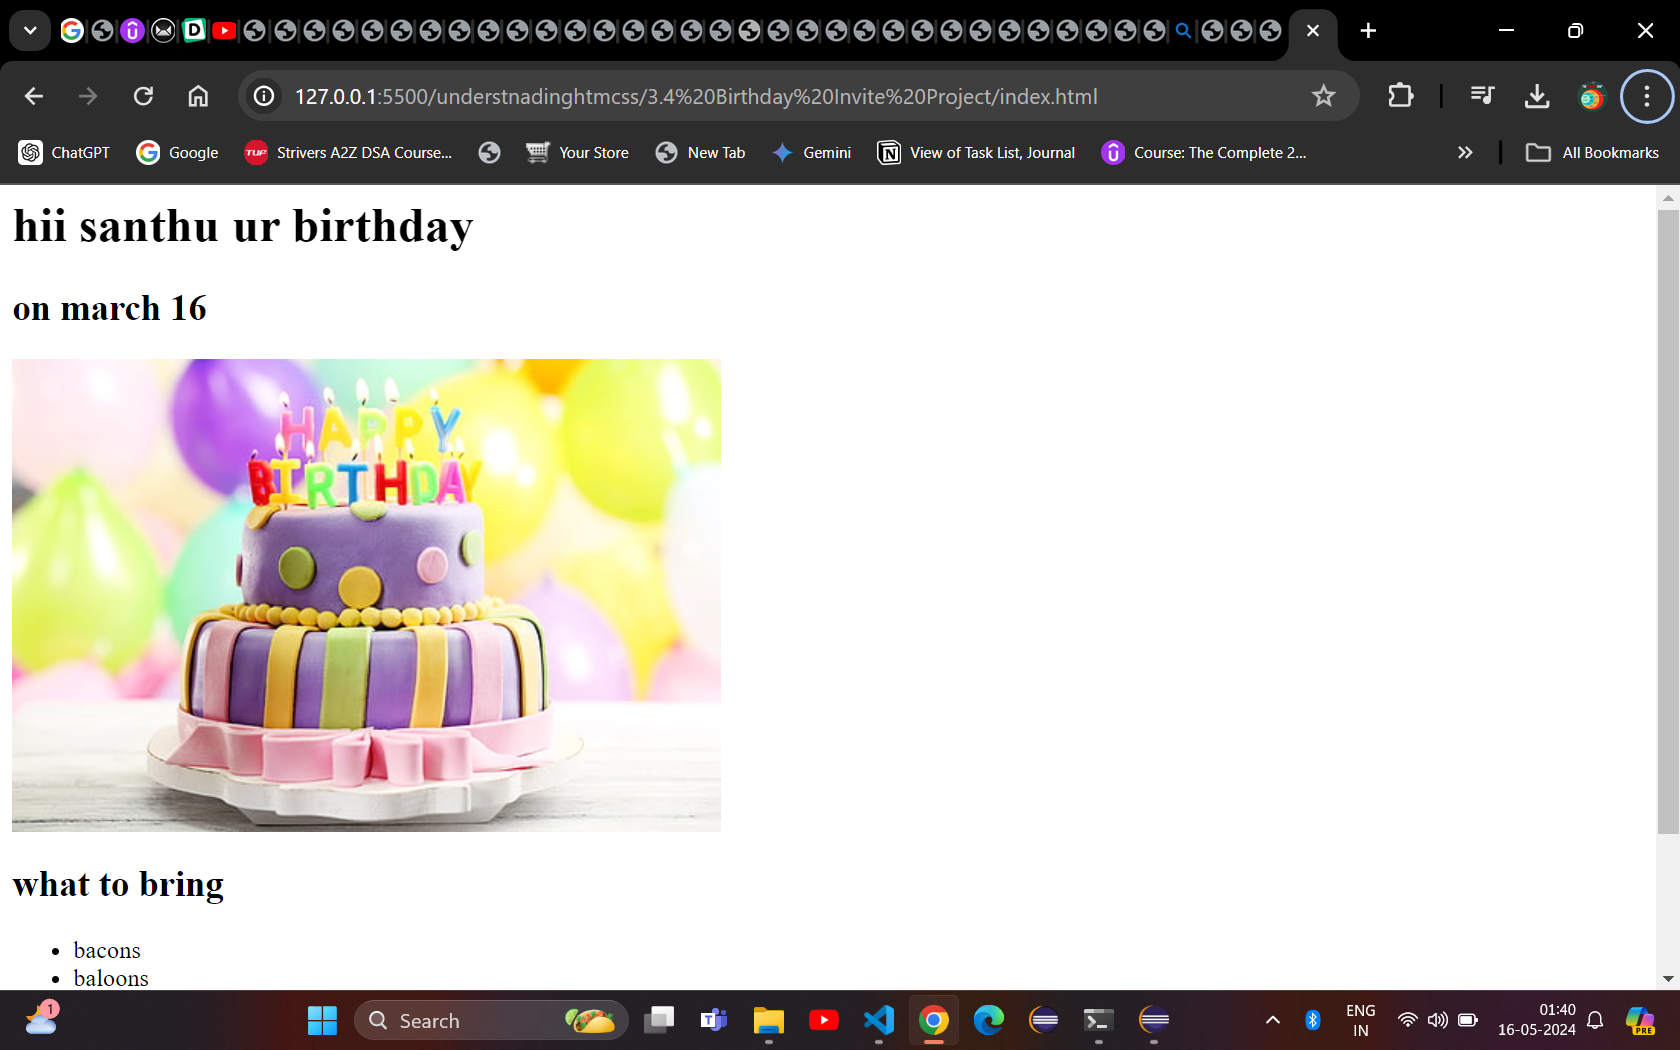 127.0.0.1:5500/understnadinghtmcss/3.4%20Birthday%20Invite%20Project/index.html
ChatGPT
Google
TUF
Strivers A2Z DSA Course...
Your Store
New Tab
Gemini
View of Task List, Journal
Course: The Complete 2...
All Bookmarks
hii santhu ur birthday
on march 16
HAPPY
BIRTHDAY
what to bring
bacons
baloons
1
Search
ENG
IN
01:40
16-05-2024
PRE